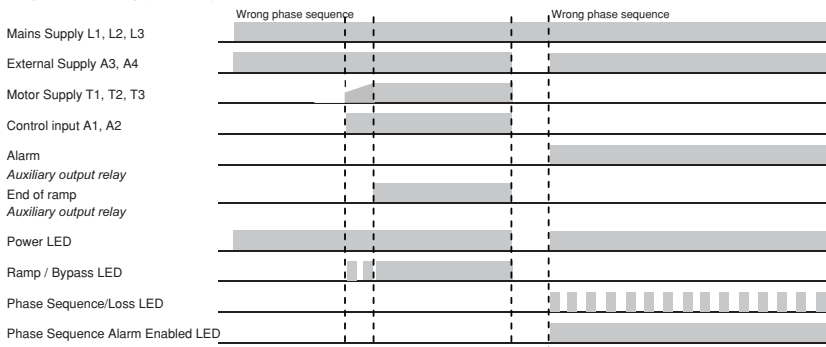 Wrong phase sequence Wrong phase sequence
Mains Supply L1, L2, L3
External Supply A3, A4
Motor Supply T1, T2, T3
Control input A1, A2
Alarm
Auxiliary output relay
End of ramp
Auxiliary output relay
Power LED
Ramp / Bypass LED
Phase Sequence/Loss LED
Phase Sequence Alarm Enabled LED